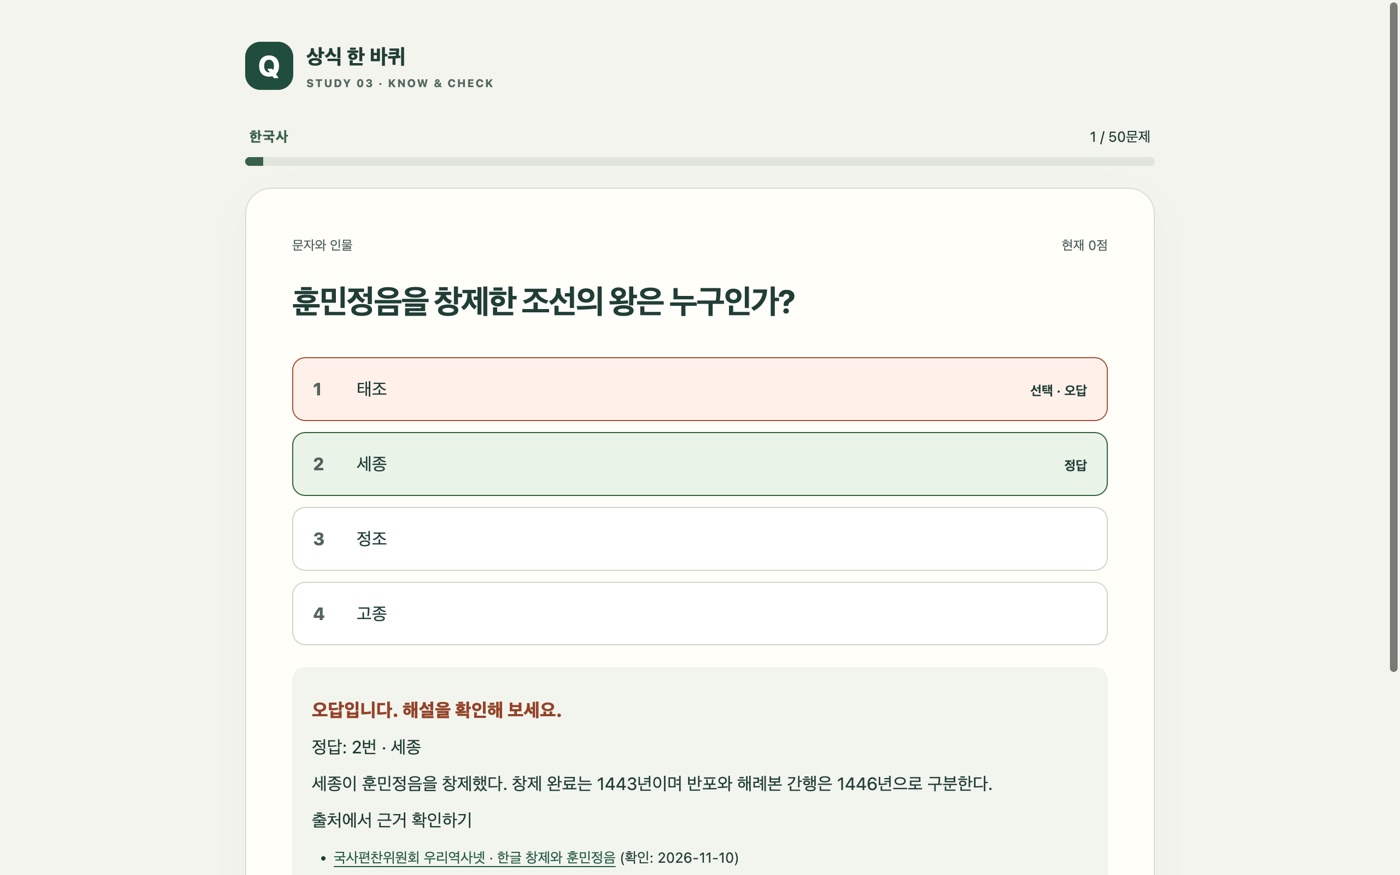 Q
상식 한 바퀴
STUDY 03 · KNOW & CHECK
한국사
1 / 50문제
문자와 인물
현재 0점
훈민정음을 창제한 조선의 왕은 누구인가?
1 태조 선택 · 오답
2 세종 정답
3 정조
4 고종
오답입니다. 해설을 확인해 보세요.
정답: 2번 · 세종
세종이 훈민정음을 창제했다. 창제 완료는 1443년이며 반포와 해례본 간행은 1446년으로 구분한다.
출처에서 근거 확인하기
• 국사편찬위원회 우리역사넷 · 한글 창제와 훈민정음 (확인: 2026-11-10)